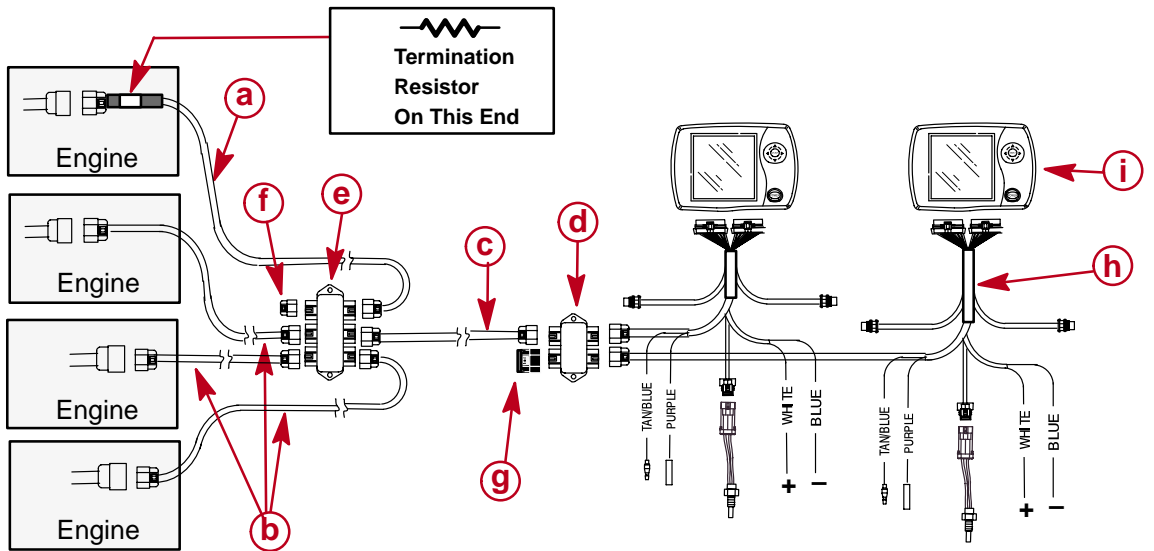 Termination
Resistor
On This End
Engine
a
Engine
f
e
c
d
i
h
Engine
g
Engine
b
TAN/BLUE
PURPLE
WHITE
BLUE
+
–
TAN/BLUE
PURPLE
WHITE
BLUE
+
–